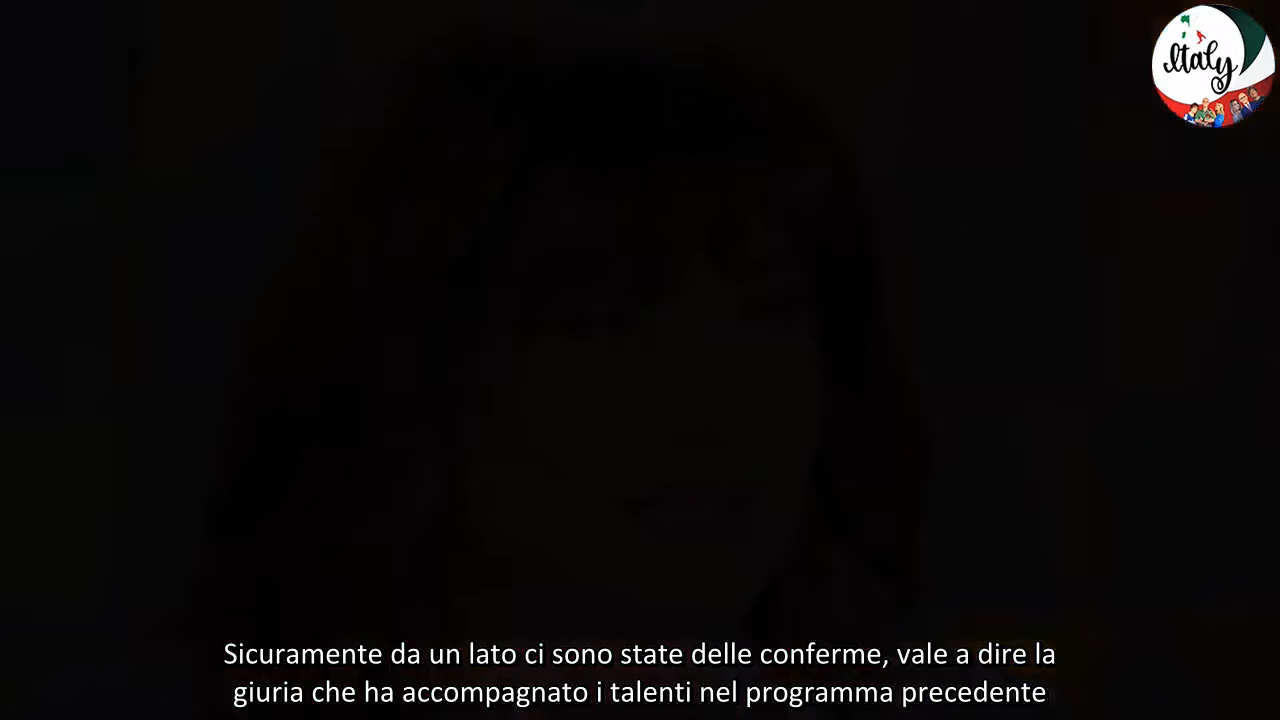 Italy
Sicuramente da un lato ci sono state delle conferme, vale a dire la
giuria che ha accompagnato i talenti nel programma precedente